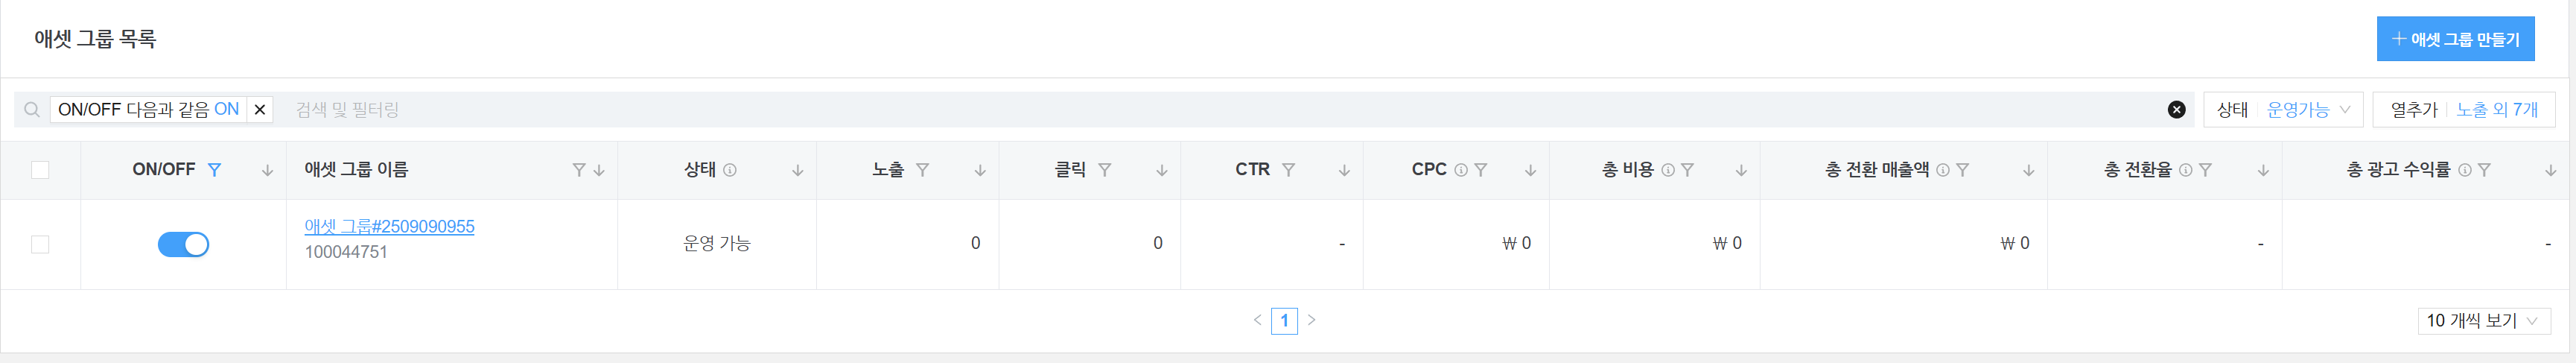 애셋 그룹 목록
+ 애셋 그룹 만들기
ON/OFF 다음과 같음 ON × 검색 및 필터링 상태 운영가능 열추가 노출 외 7개
ON/OFF 애셋 그룹 이름 상태 노출 클릭 CTR CPC 총 비용 총 전환 매출액 총 전환율 총 광고 수익률
애셋 그룹#2509090955
100044751
운영 가능 0 0 - ₩ 0 ₩ 0 ₩ 0 - -
< 1 >
10 개씩 보기